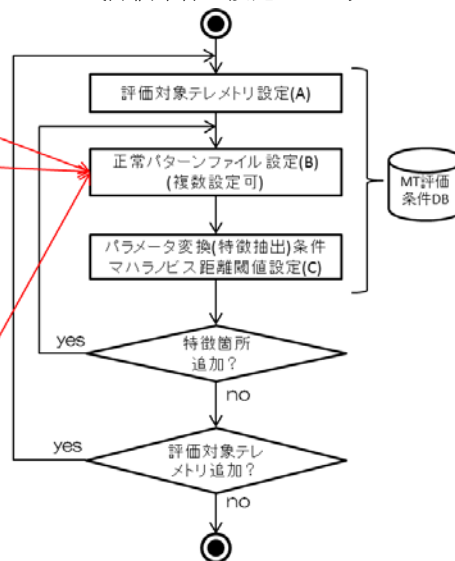 評価対象テレメトリ設定(A)
正常パターンファイル設定(B)
(複数設定可)
MT評価
条件DB
パラメータ変換(特徴抽出)条件
マハラノビス距離閾値設定(C)
特徴箇所
追加?
yes
no
評価対象テレ
メトリ追加?
yes
no